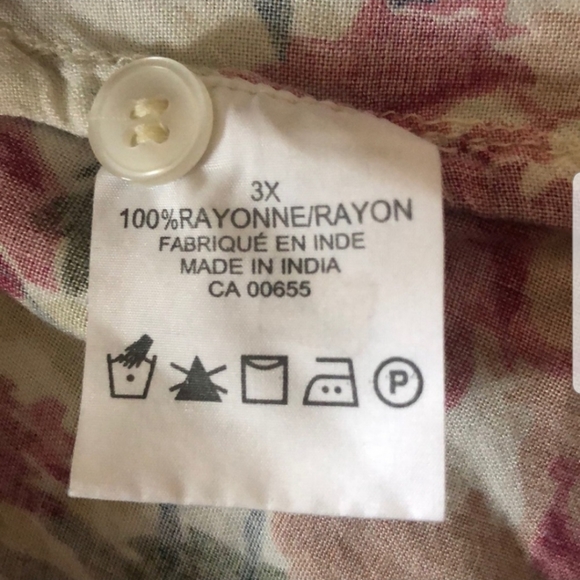 3X
100%RAYONNE/RAYON
FABRIQUÉ EN INDE
MADE IN INDIA
CA 00655
P